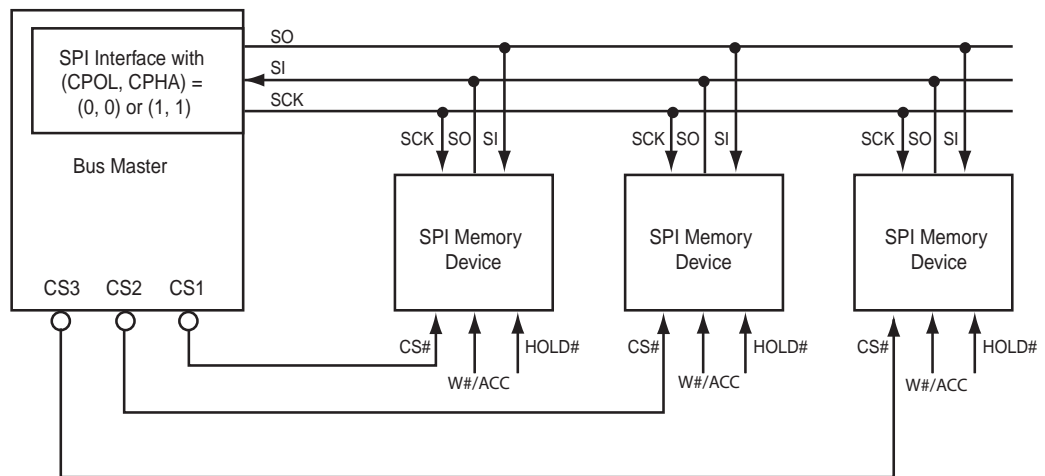 SO
SI
SCK
SPI Interface with
(CPOL, CPHA) =
(0, 0) or (1, 1)
Bus Master
SCK SO SI
SCK SO SI
SCK SO SI
SPI Memory
Device
SPI Memory
Device
SPI Memory
Device
CS3 CS2 CS1
CS# HOLD#
W#/ACC
CS# HOLD#
W#/ACC
CS# HOLD#
W#/ACC